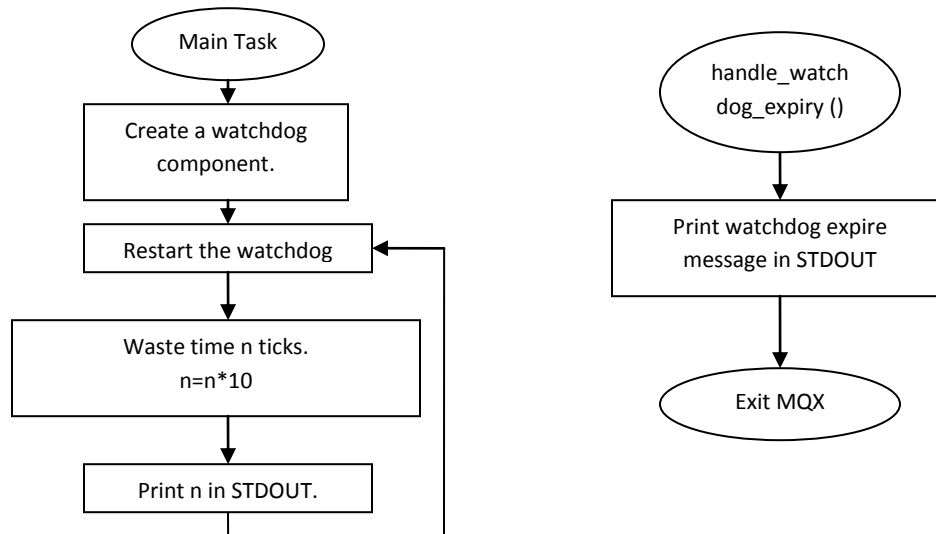 Main Task
Create a watchdog
component.
Restart the watchdog
Waste time n ticks.
n=n*10
Print n in STDOUT.
handle_watch
dog_expiry ()
Print watchdog expire
message in STDOUT
Exit MQX